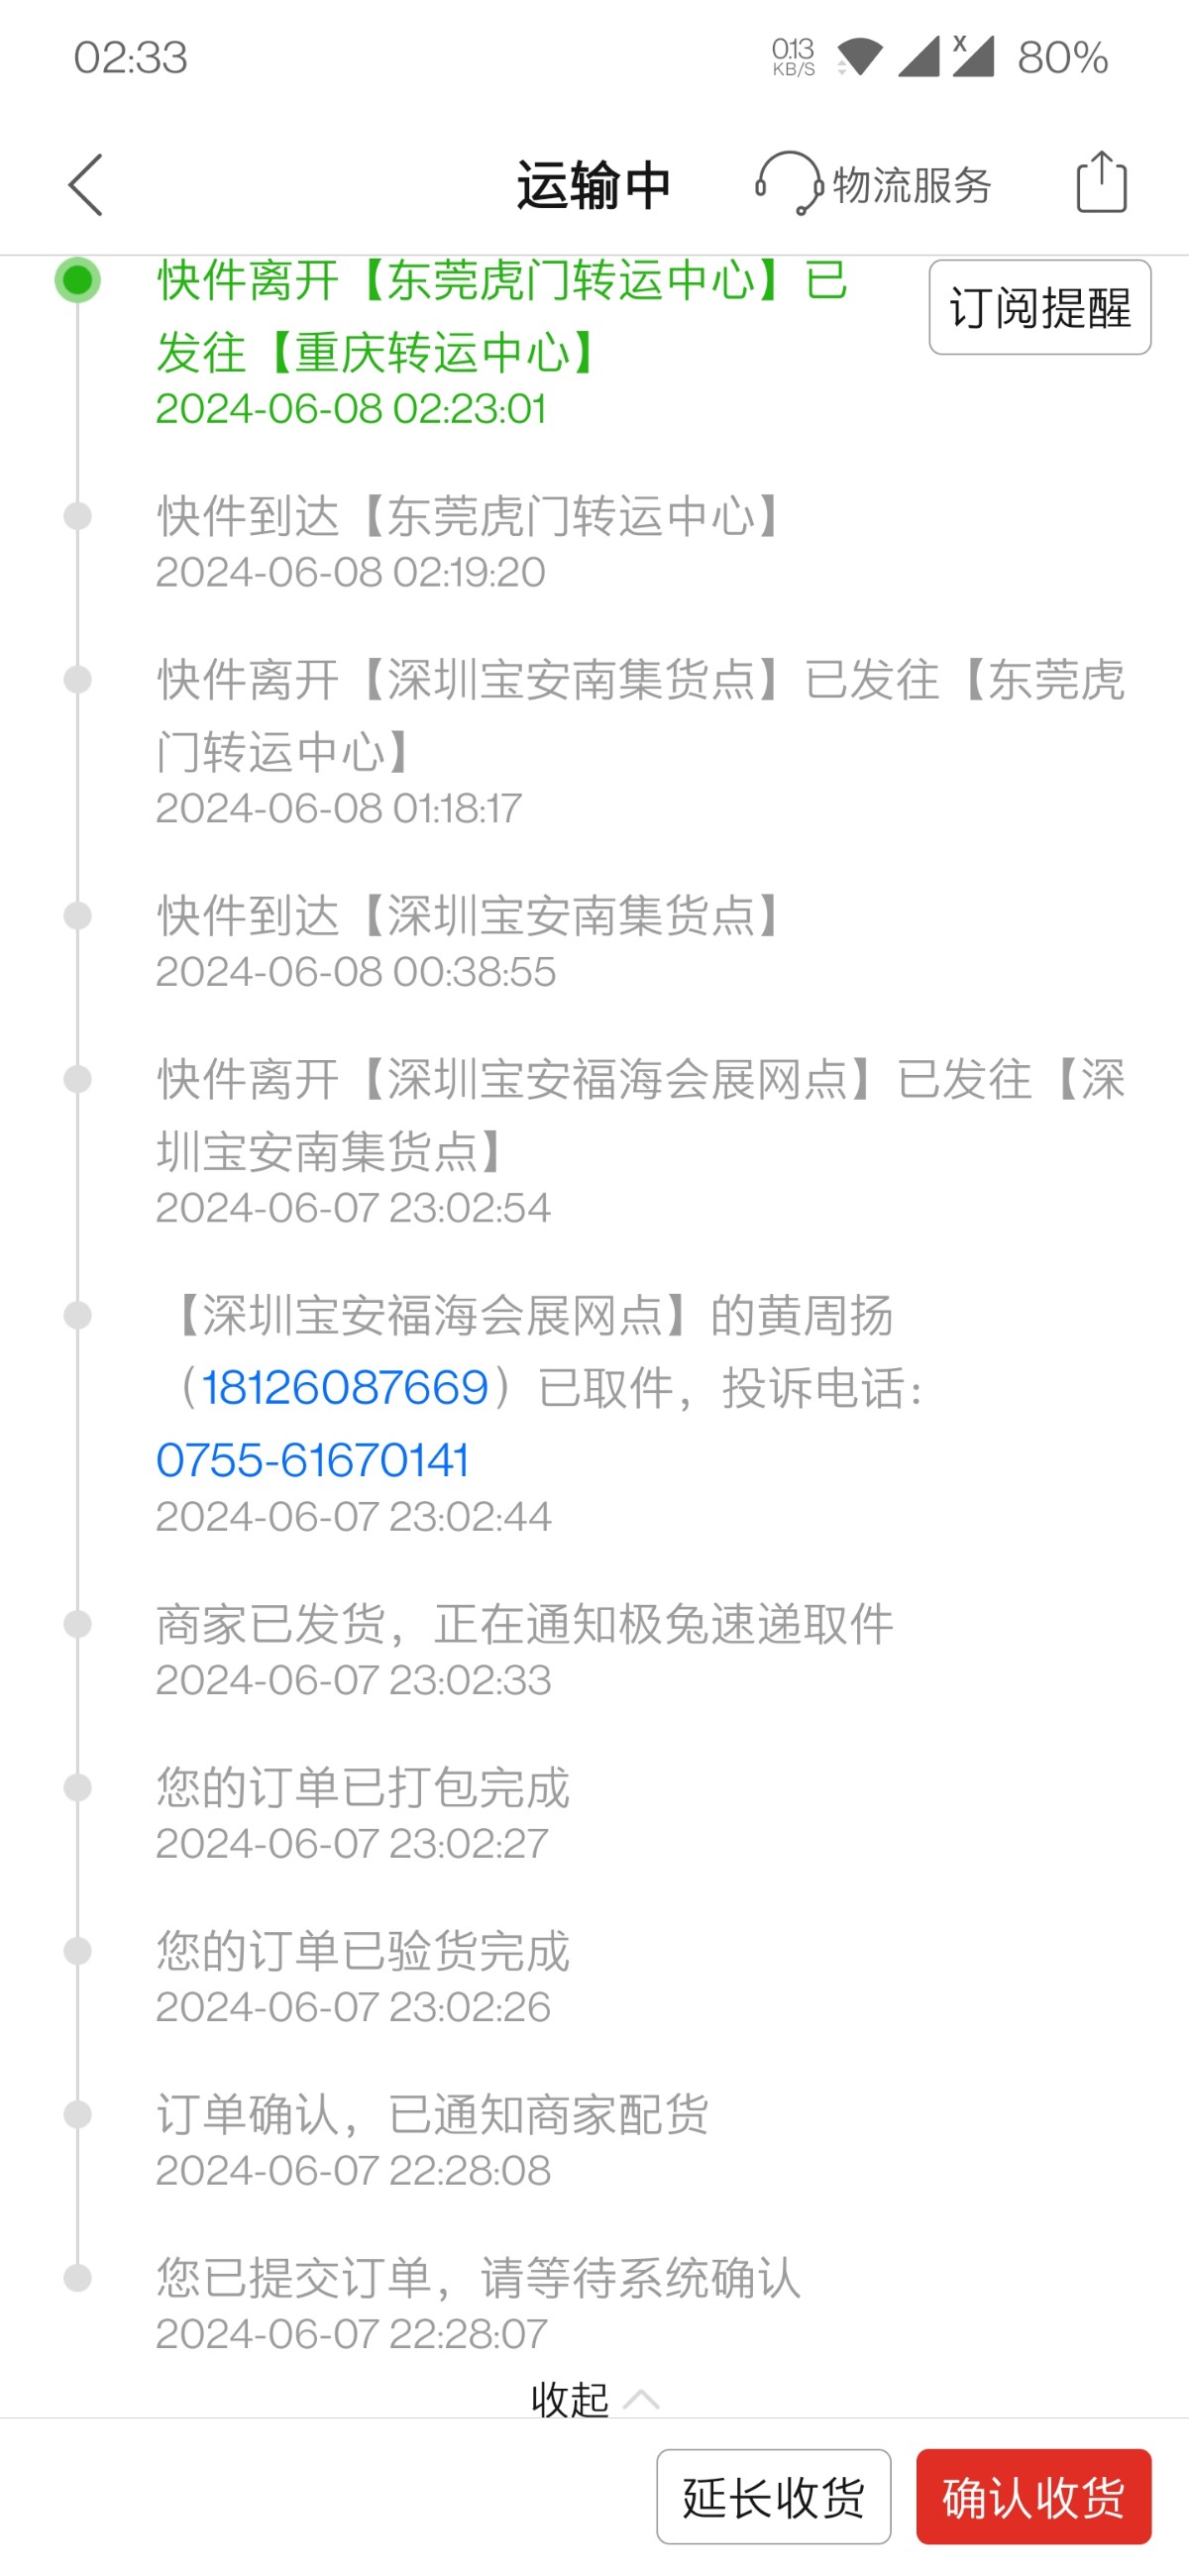 02:33
0.13
KB/S
X
80%
运输中
物流服务
快件离开【东莞虎门转运中心】已
发往【重庆转运中心】
2024-06-08 02:23:01
订阅提醒
快件到达【东莞虎门转运中心】
2024-06-08 02:19:20
快件离开【深圳宝安南集货点】已发往【东莞虎
门转运中心】
2024-06-08 01:18:17
快件到达【深圳宝安南集货点】
2024-06-08 00:38:55
快件离开【深圳宝安福海会展网点】已发往【深
圳宝安南集货点】
2024-06-07 23:02:54
【深圳宝安福海会展网点】的黄周扬
（18126087669）已取件，投诉电话：
0755-61670141
2024-06-07 23:02:44
商家已发货，正在通知极兔速递取件
2024-06-07 23:02:33
您的订单已打包完成
2024-06-07 23:02:27
您的订单已验货完成
2024-06-07 23:02:26
订单确认，已通知商家配货
2024-06-07 22:28:08
您已提交订单，请等待系统确认
2024-06-07 22:28:07
收起
延长收货
确认收货